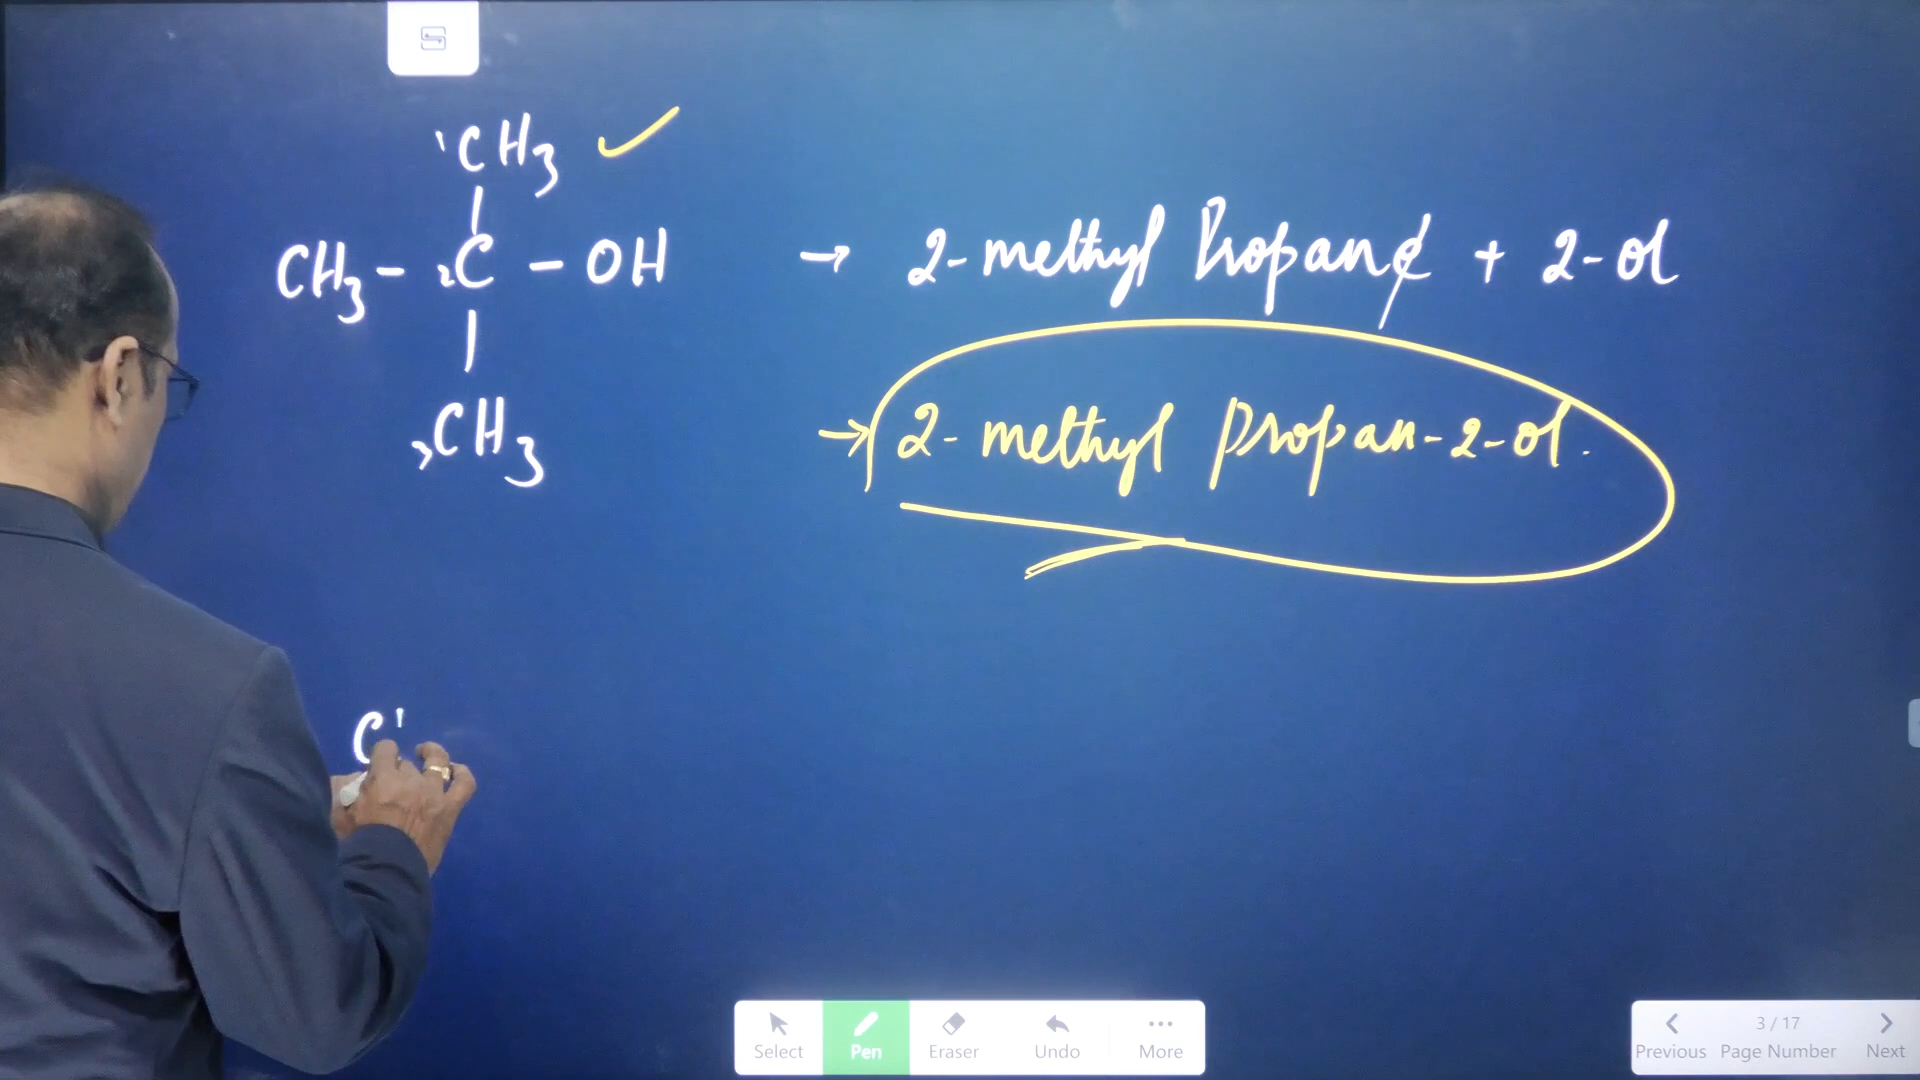 ¹CH₃ ✓
|
CH₃ - ₂C - OH → 2-methyl Propane + 2-ol
|
₃CH₃ → 2-methyl propan-2-ol.
C
Select Pen Eraser Undo More
3 / 17
Previous Page Number Next